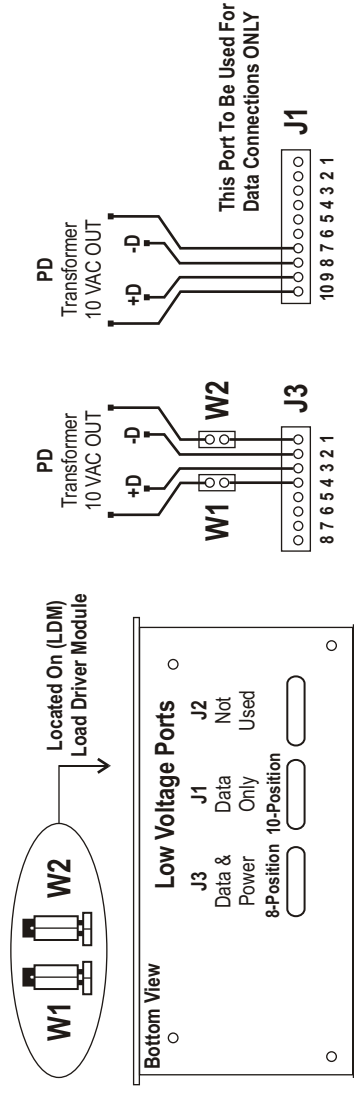 W1 W2
Located On (LDM)
Load Driver Module
Bottom View
Low Voltage Ports
J3
Data &
Power
8-Position
J1
Data
Only
10-Position
J2
Not
Used
PD
Transformer
10 VAC OUT
+D
-D
W1
W2
8 7 6 5 4 3 2 1
J3
PD
Transformer
10 VAC OUT
+D
-D
10 9 8 7 6 5 4 3 2 1
J1
This Port To Be Used For
Data Connections ONLY